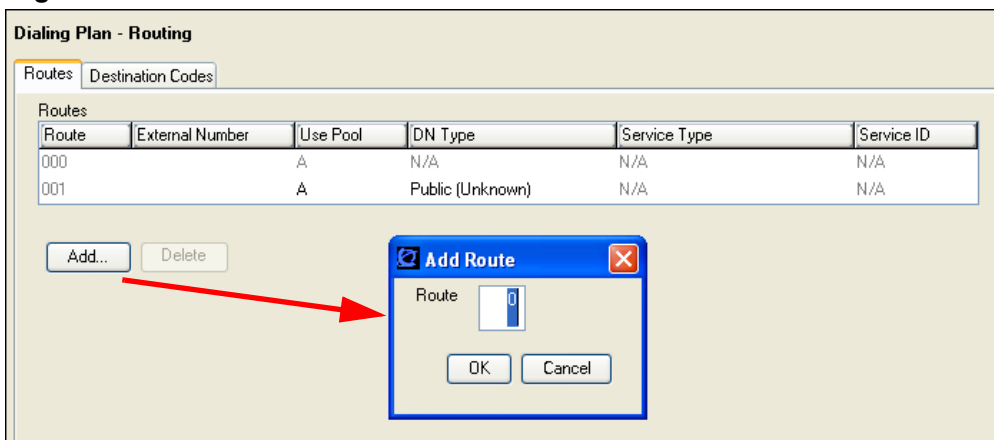 Dialing Plan - Routing
Routes Destination Codes
Routes
Route External Number Use Pool DN Type Service Type Service ID
000 A N/A N/A N/A
001 A Public (Unknown) N/A N/A
Add... Delete
Add Route
Route 0
OK Cancel